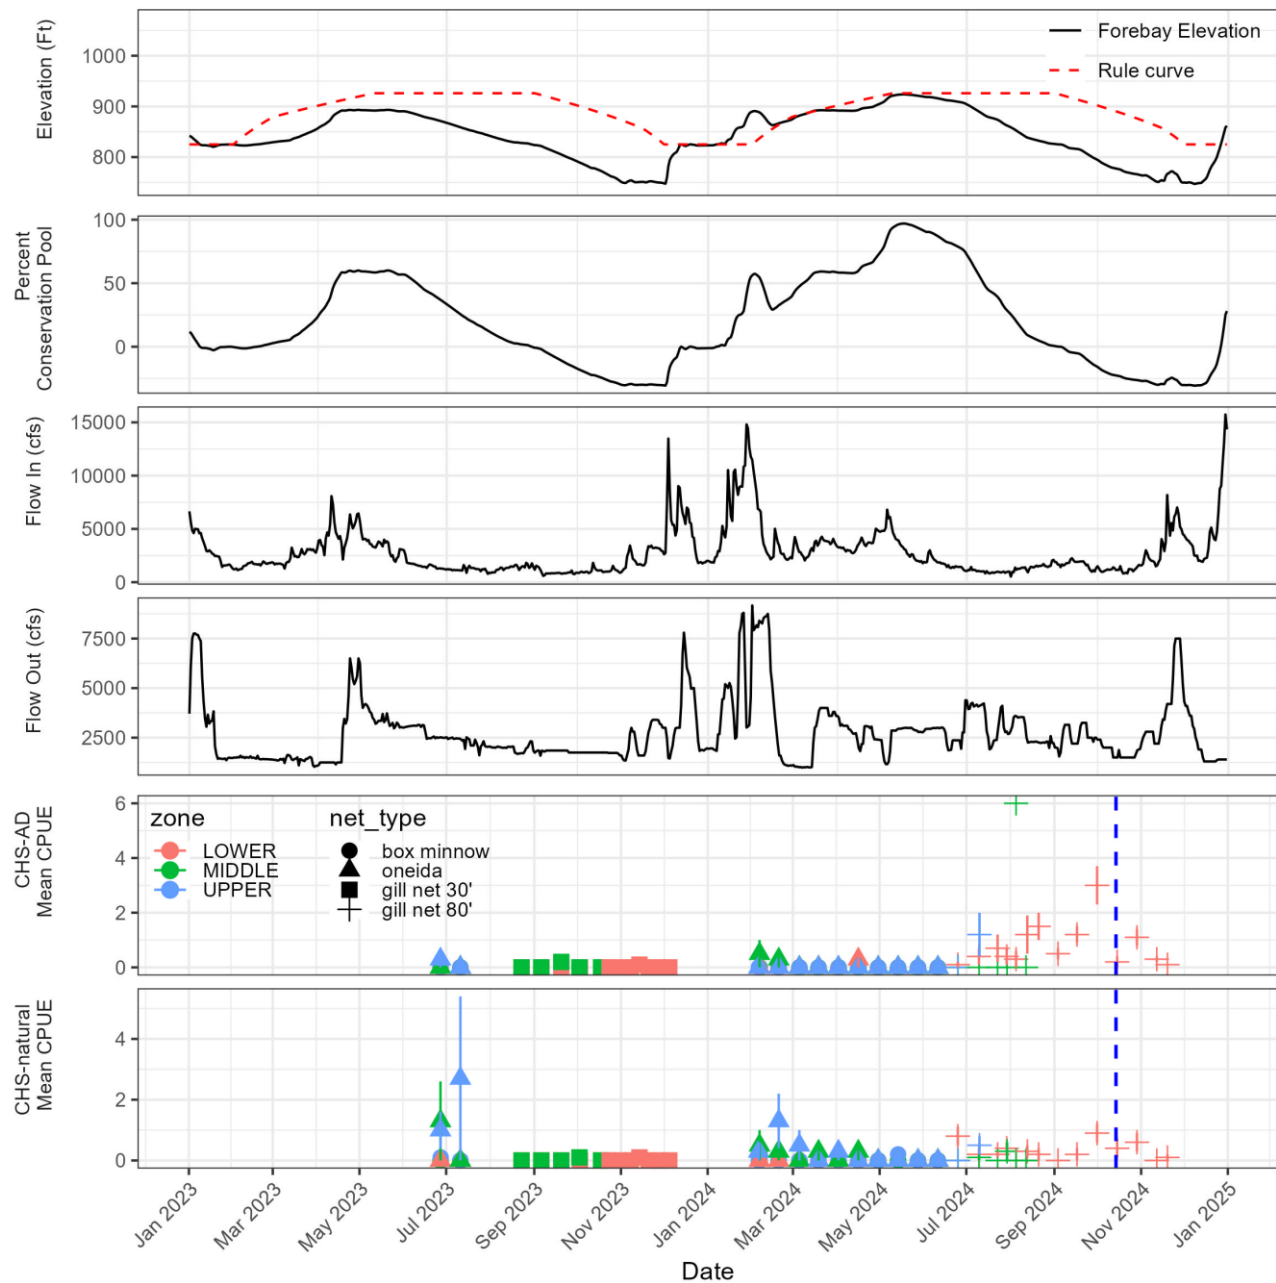 Elevation (Ft)
1000
900
800
Forebay Elevation
Rule curve
Percent
Conservation Pool
100
50
0
Flow In (cfs)
15000
10000
5000
0
Flow Out (cfs)
7500
5000
2500
CHS-AD
Mean CPUE
6
4
2
0
zone
LOWER
MIDDLE
UPPER
net_type
box minnow
oneida
gill net 30'
gill net 80'
CHS-natural
Mean CPUE
4
2
0
Jan 2023
Mar 2023
May 2023
Jul 2023
Sep 2023
Nov 2023
Jan 2024
Mar 2024
May 2024
Jul 2024
Sep 2024
Nov 2024
Jan 2025
Date